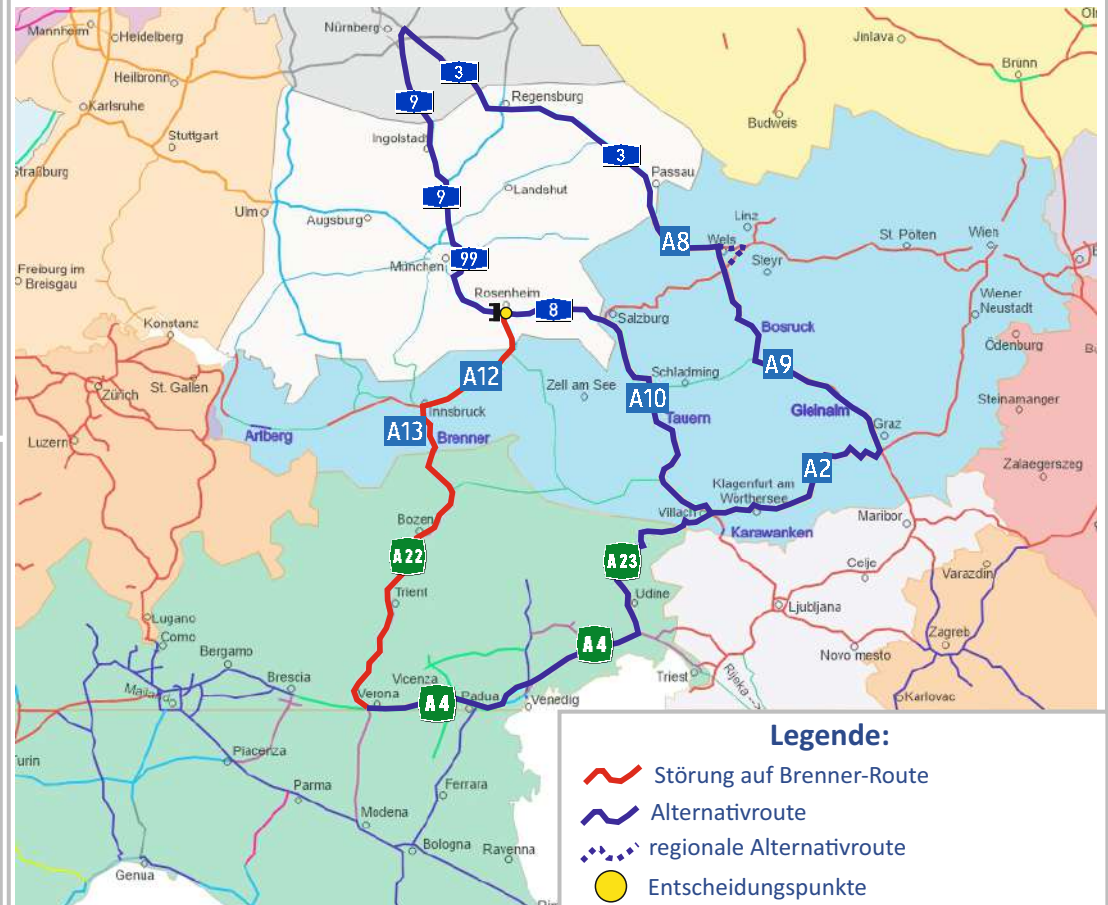 Mannheim
Heidelberg
Nürnberg
Jinlava
Brünn
Heilbronn
3
9
Regensburg
Karlsruhe
Ingolstadt
Budweis
Stuttgart
3
Straßburg
Passau
9
Landshut
Ulm
Augsburg
Linz
A8
Wels
St. Pölten
Wien
Steyr
99
München
Freiburg im
Breisgau
Rosenheim
8
Salzburg
Wiener
Neustadt
Konstanz
Bosruck
Ödenburg
A12
A9
Zürich
St. Gallen
Zell am See
Schladming
A10
Steinamanger
Innsbruck
Tauern
Gleinalm
A13
Brenner
Arlberg
Graz
Luzern
A2
Zalaegerszeg
Klagenfurt am
Wörthersee
Villach
Bozen
Karawanken
Maribor
A22
A23
Celje
Varazdin
Trient
Udine
Ljubljana
Lugano
Como
A4
Zagreb
Bergamo
Novo mesto
Brescia
Vicenza
Triest
Rijeka --->
Mailand
Verona
A4
Padua
Venedig
Karlovac
Piacenza
Parma
Ferrara
Modena
Bologna
Ravenna
Genua
Legende:
Störung auf Brenner-Route
Alternativroute
regionale Alternativroute
Entscheidungspunkte